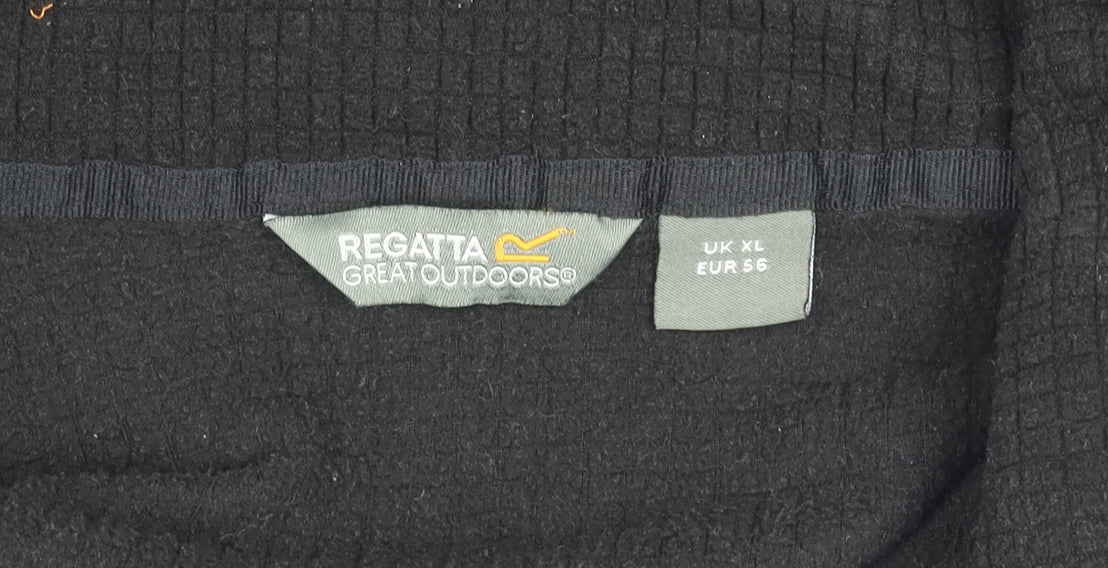 REGATTA
GREAT OUTDOORS®
UK XL
EUR 56